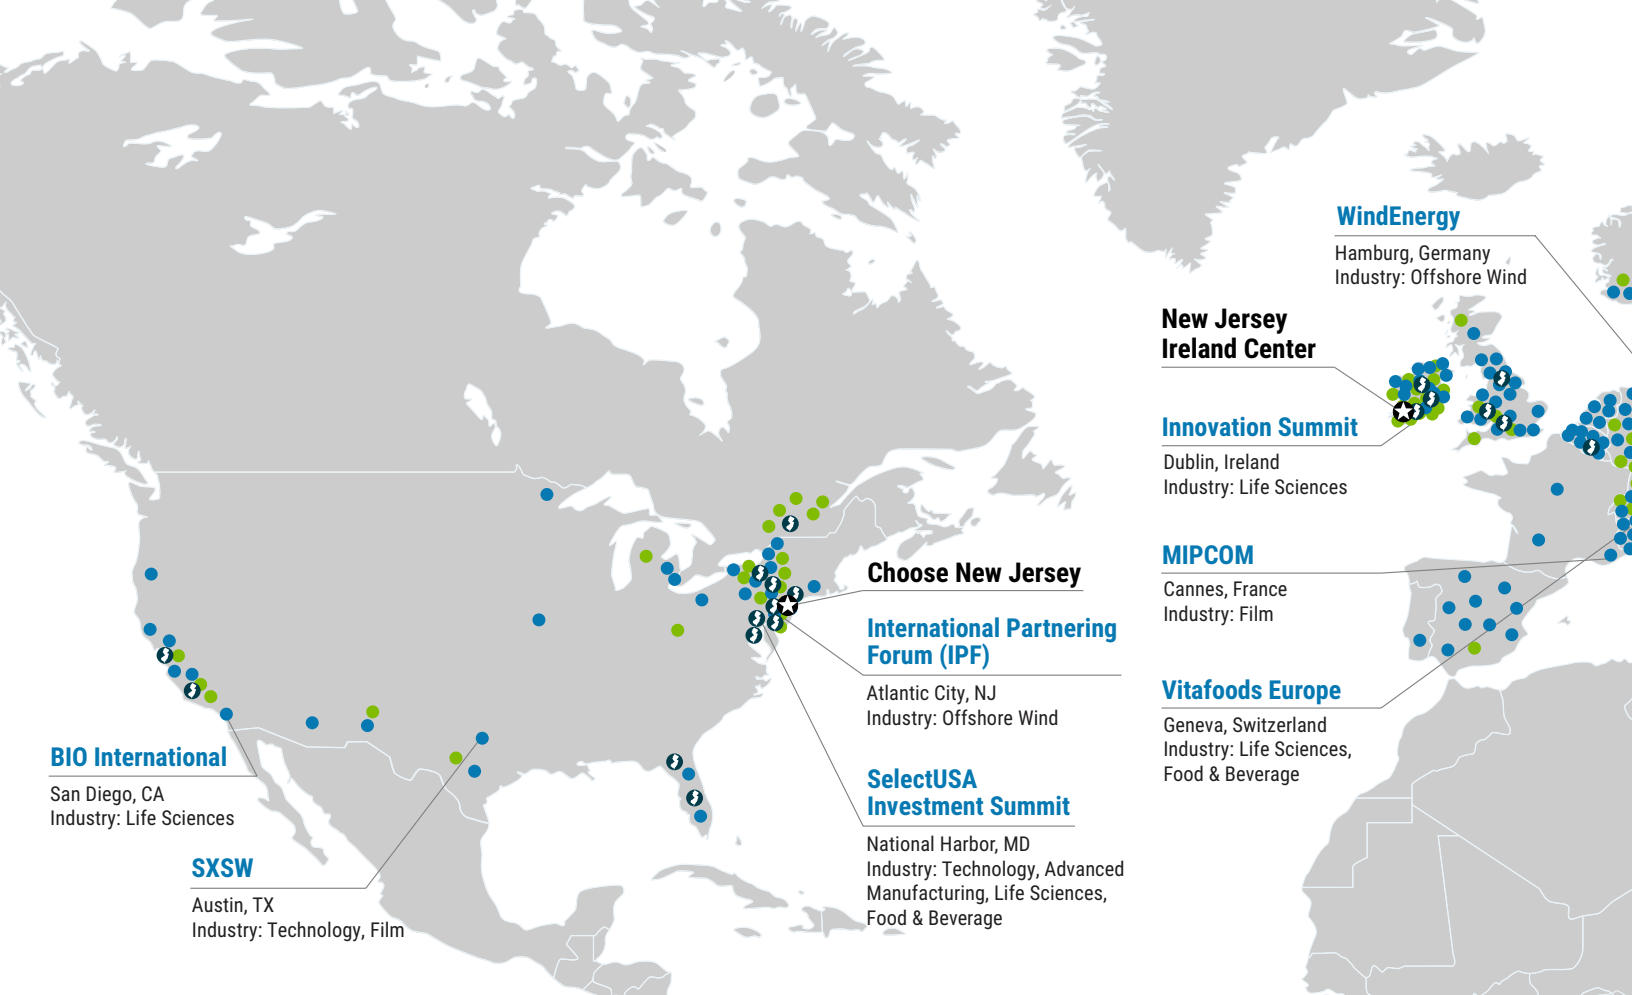 WindEnergy
Hamburg, Germany
Industry: Offshore Wind
New Jersey
Ireland Center
Innovation Summit
Dublin, Ireland
Industry: Life Sciences
MIPCOM
Cannes, France
Industry: Film
Vitafoods Europe
Geneva, Switzerland
Industry: Life Sciences,
Food & Beverage
Choose New Jersey
International Partnering
Forum (IPF)
Atlantic City, NJ
Industry: Offshore Wind
SelectUSA
Investment Summit
National Harbor, MD
Industry: Technology, Advanced
Manufacturing, Life Sciences,
Food & Beverage
BIO International
San Diego, CA
Industry: Life Sciences
SXSW
Austin, TX
Industry: Technology, Film